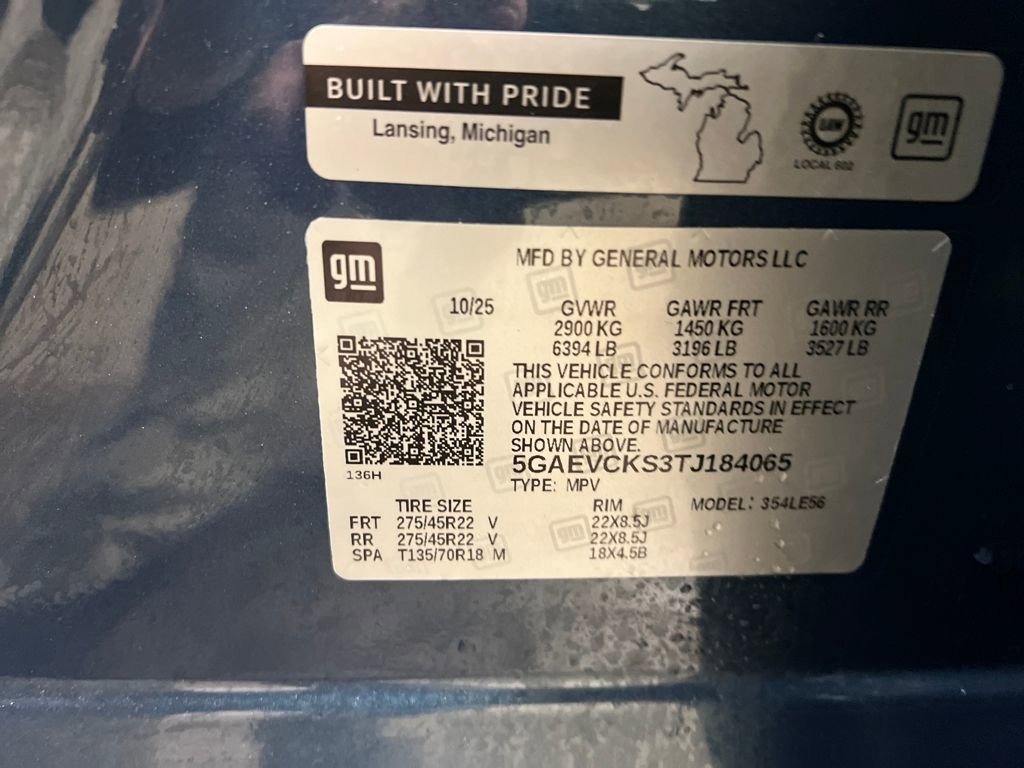 BUILT WITH PRIDE
Lansing, Michigan
UAW
LOCAL 602
gm
gm
MFD BY GENERAL MOTORS LLC
10/25 GVWR GAWR FRT GAWR RR
2900 KG 1450 KG 1600 KG
6394 LB 3196 LB 3527 LB
THIS VEHICLE CONFORMS TO ALL
APPLICABLE U.S. FEDERAL MOTOR
VEHICLE SAFETY STANDARDS IN EFFECT
ON THE DATE OF MANUFACTURE
SHOWN ABOVE.
5GAEVCKS3TJ184065
136H
TYPE: MPV
TIRE SIZE RIM MODEL: 354LE56
FRT 275/45R22 V 22X8.5J
RR 275/45R22 V 22X8.5J
SPA T135/70R18 M 18X4.5B